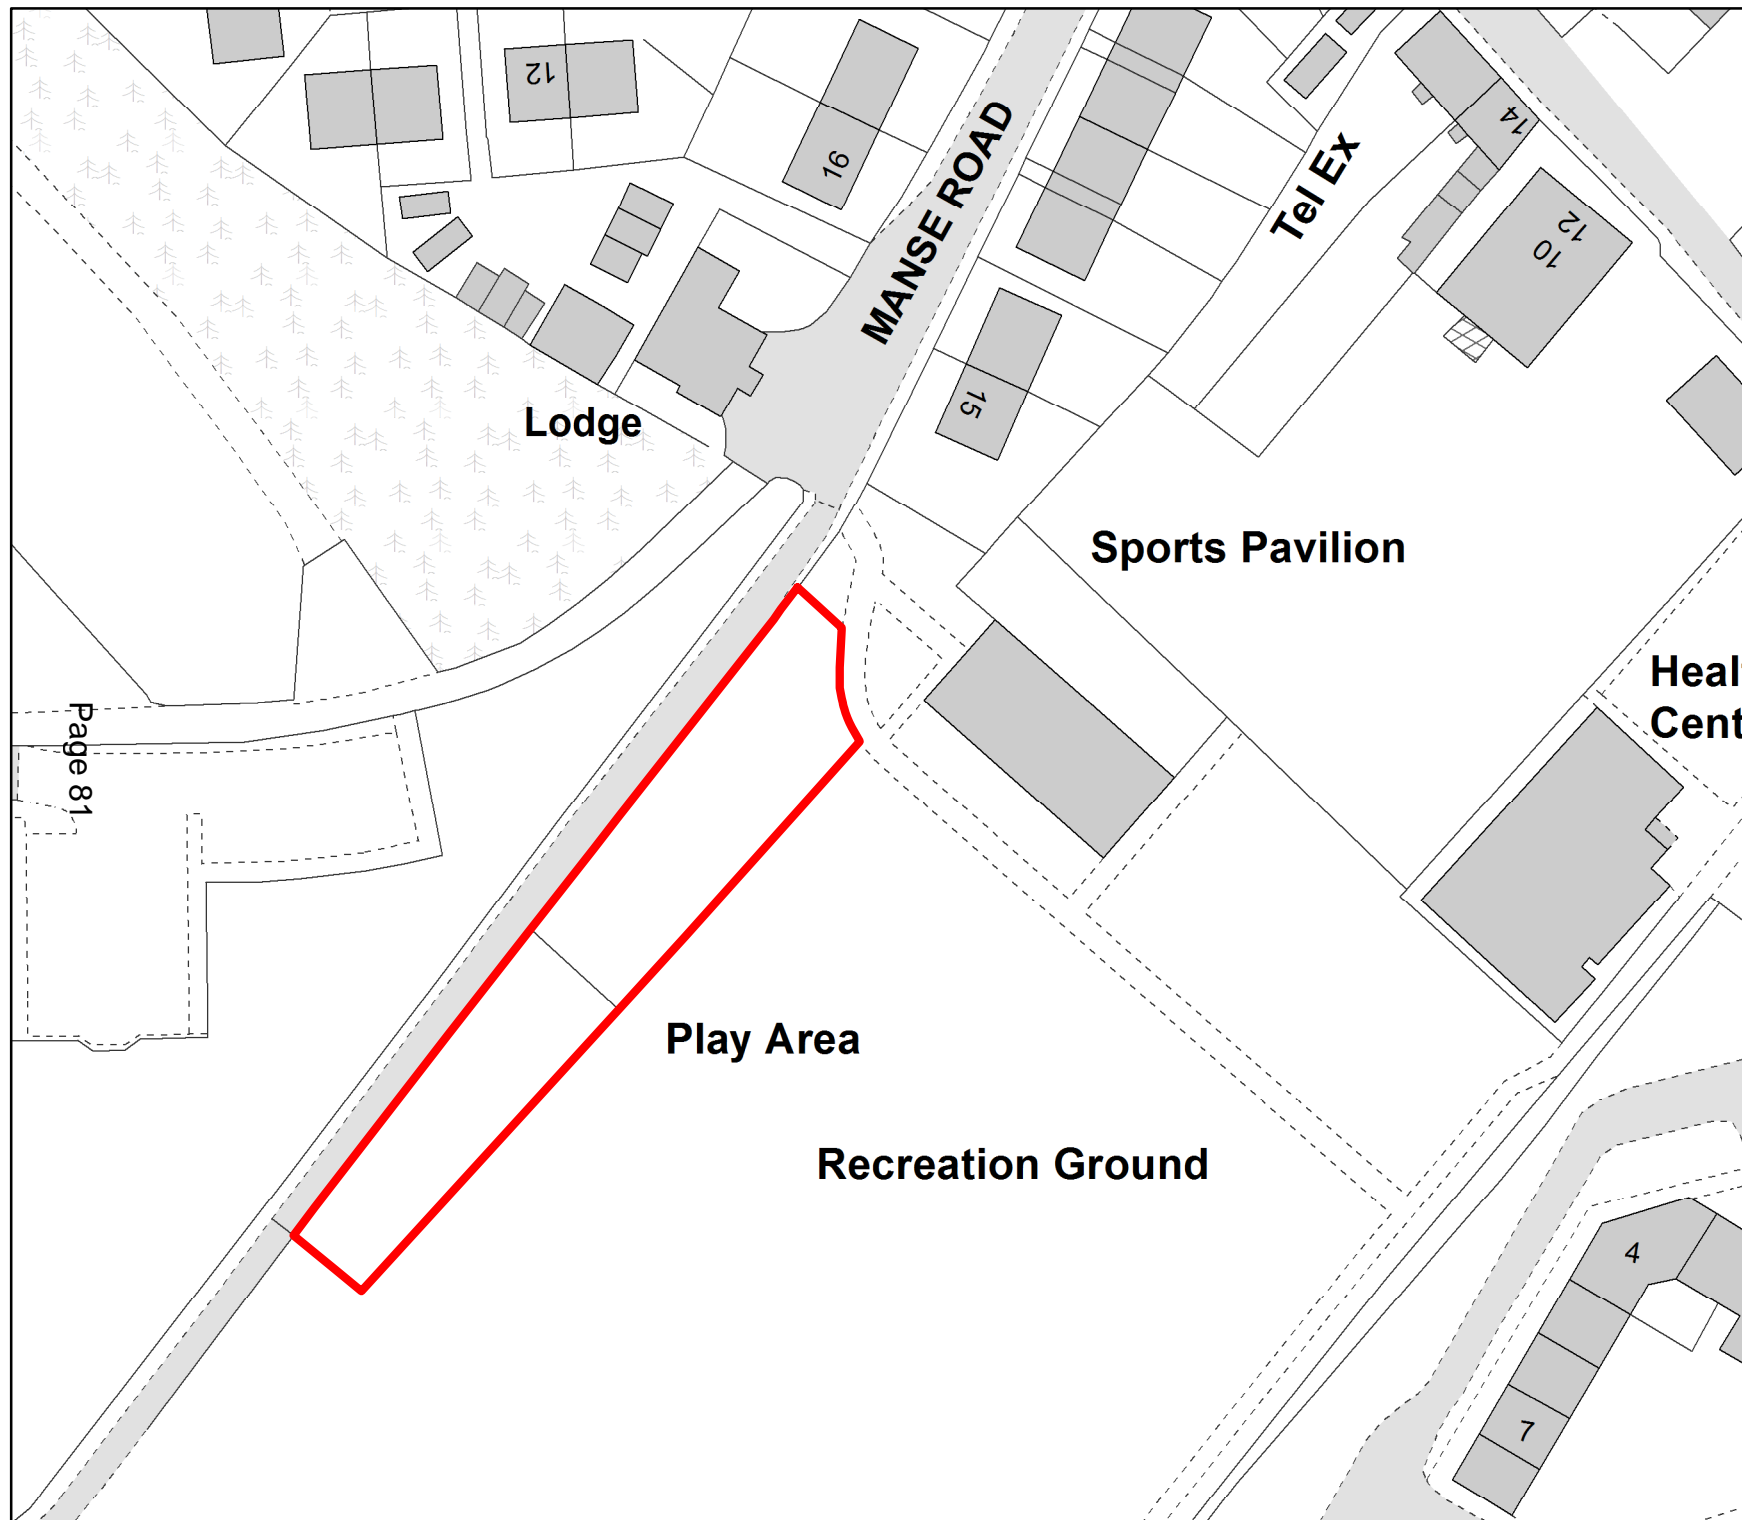 12
16
MANSE ROAD
Tel Ex
14
12
10
15
Lodge
Sports Pavilion
Heal
Cent
Page 81
Play Area
Recreation Ground
4
7